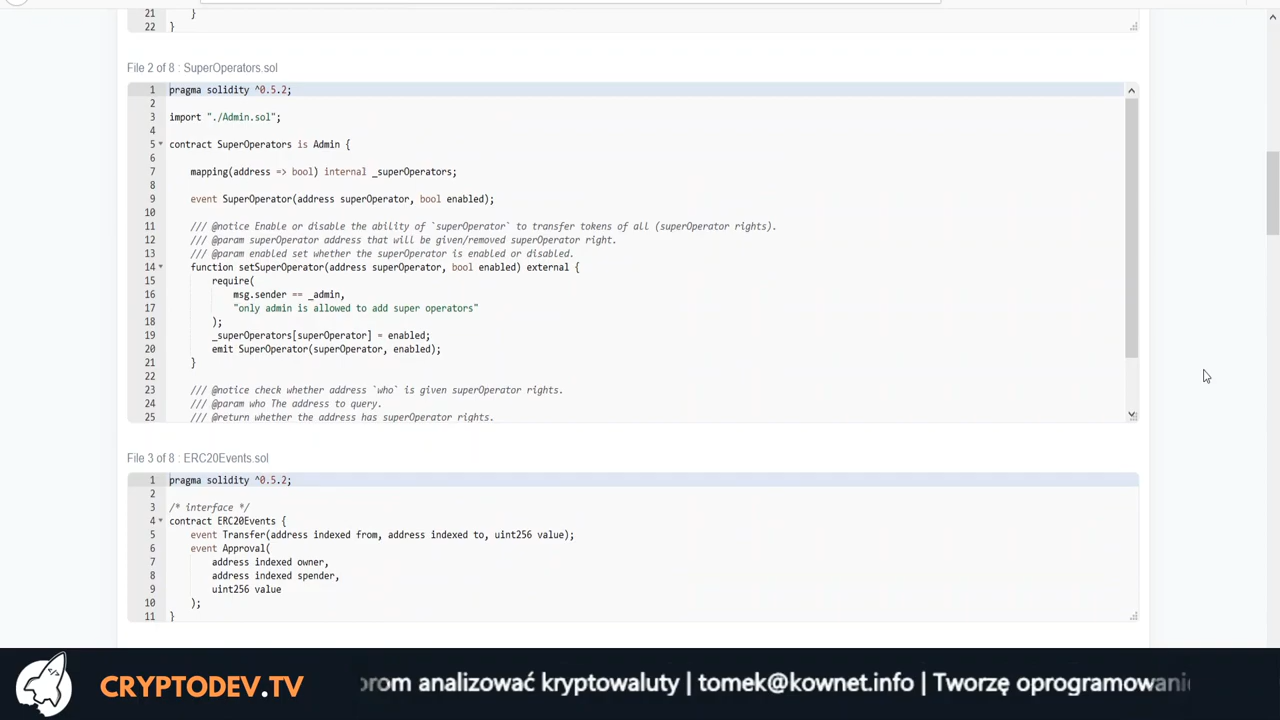 21 }
22 }
File 2 of 8 : SuperOperators.sol
1 pragma solidity ^0.5.2;
2
3 import "./Admin.sol";
4
5 contract SuperOperators is Admin {
6
7 mapping(address => bool) internal _superOperators;
8
9 event SuperOperator(address superOperator, bool enabled);
10
11 /// @notice Enable or disable the ability of `superOperator` to transfer tokens of all (superOperator rights).
12 /// @param superOperator address that will be given/removed superOperator right.
13 /// @param enabled set whether the superOperator is enabled or disabled.
14 function setSuperOperator(address superOperator, bool enabled) external {
15 require(
16 msg.sender == _admin,
17 "only admin is allowed to add super operators"
18 );
19 _superOperators[superOperator] = enabled;
20 emit SuperOperator(superOperator, enabled);
21 }
22
23 /// @notice check whether address `who` is given superOperator rights.
24 /// @param who The address to query.
25 /// @return whether the address has superOperator rights.
File 3 of 8 : ERC20Events.sol
1 pragma solidity ^0.5.2;
2
3 /* interface */
4 contract ERC20Events {
5 event Transfer(address indexed from, address indexed to, uint256 value);
6 event Approval(
7 address indexed owner,
8 address indexed spender,
9 uint256 value
10 );
11 }
CRYPTODEV.TV
orom analizować kryptowaluty | tomek@kownet.info | Tworzę oprogramowanie